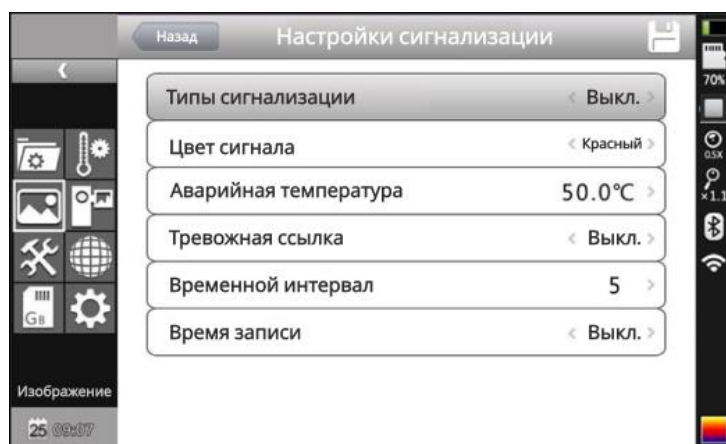 Назад
Настройки сигнализации
Типы сигнализации
Выкл.
Цвет сигнала
Красный
Аварийная температура
50.0℃
Тревожная ссылка
Выкл.
Временной интервал
5
Время записи
Выкл.
GB
Изображение
25 09:07
70%
0.5X
×1.1